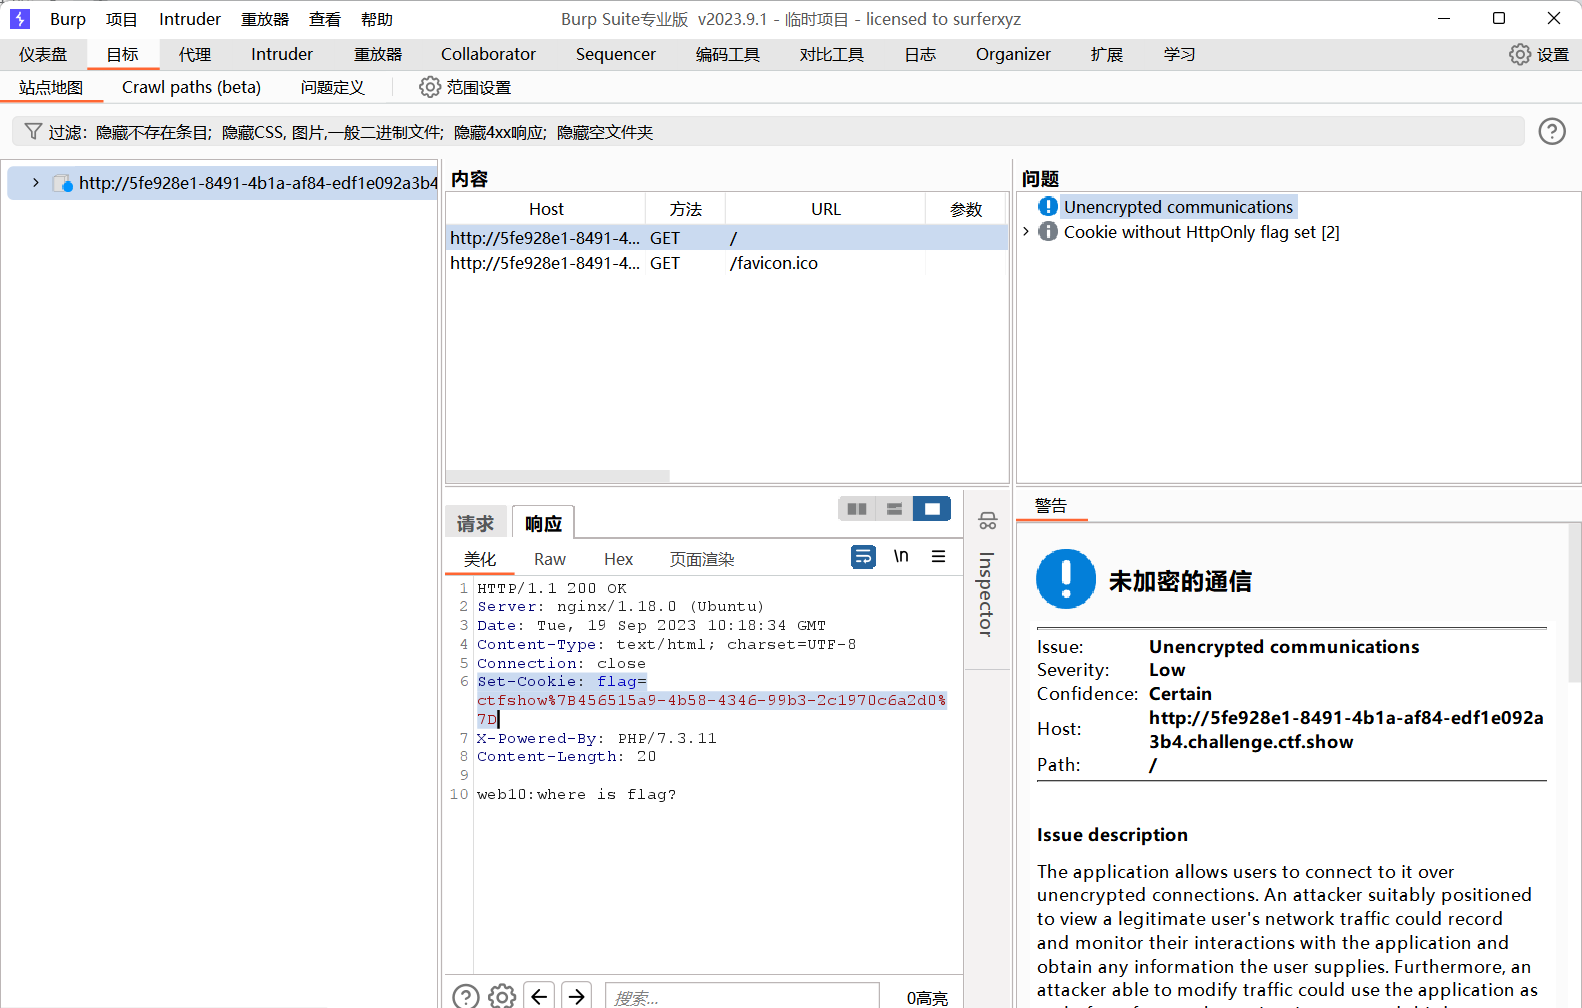 Burp 项目 Intruder 重放器 查看 帮助 Burp Suite专业版 v2023.9.1 - 临时项目 - licensed to surferxyz
仪表盘 目标 代理 Intruder 重放器 Collaborator Sequencer 编码工具 对比工具 日志 Organizer 扩展 学习 设置
站点地图 Crawl paths (beta) 问题定义 范围设置
过滤：隐藏不存在条目; 隐藏CSS, 图片,一般二进制文件; 隐藏4xx响应; 隐藏空文件夹
http://5fe928e1-8491-4b1a-af84-edf1e092a3b4
内容
Host 方法 URL 参数
http://5fe928e1-8491-4... GET /
http://5fe928e1-8491-4... GET /favicon.ico
问题
Unencrypted communications
Cookie without HttpOnly flag set [2]
请求 响应
美化 Raw Hex 页面渲染 \n
Inspector
1 HTTP/1.1 200 OK
2 Server: nginx/1.18.0 (Ubuntu)
3 Date: Tue, 19 Sep 2023 10:18:34 GMT
4 Content-Type: text/html; charset=UTF-8
5 Connection: close
6 Set-Cookie: flag=
ctfshow%7B456515a9-4b58-4346-99b3-2c1970c6a2d0%
7D
7 X-Powered-By: PHP/7.3.11
8 Content-Length: 20
9
10 web10:where is flag?
搜索... 0高亮
警告
未加密的通信
Issue: Unencrypted communications
Severity: Low
Confidence: Certain
Host: http://5fe928e1-8491-4b1a-af84-edf1e092a
3b4.challenge.ctf.show
Path: /
Issue description
The application allows users to connect to it over
unencrypted connections. An attacker suitably positioned
to view a legitimate user's network traffic could record
and monitor their interactions with the application and
obtain any information the user supplies. Furthermore, an
attacker able to modify traffic could use the application as